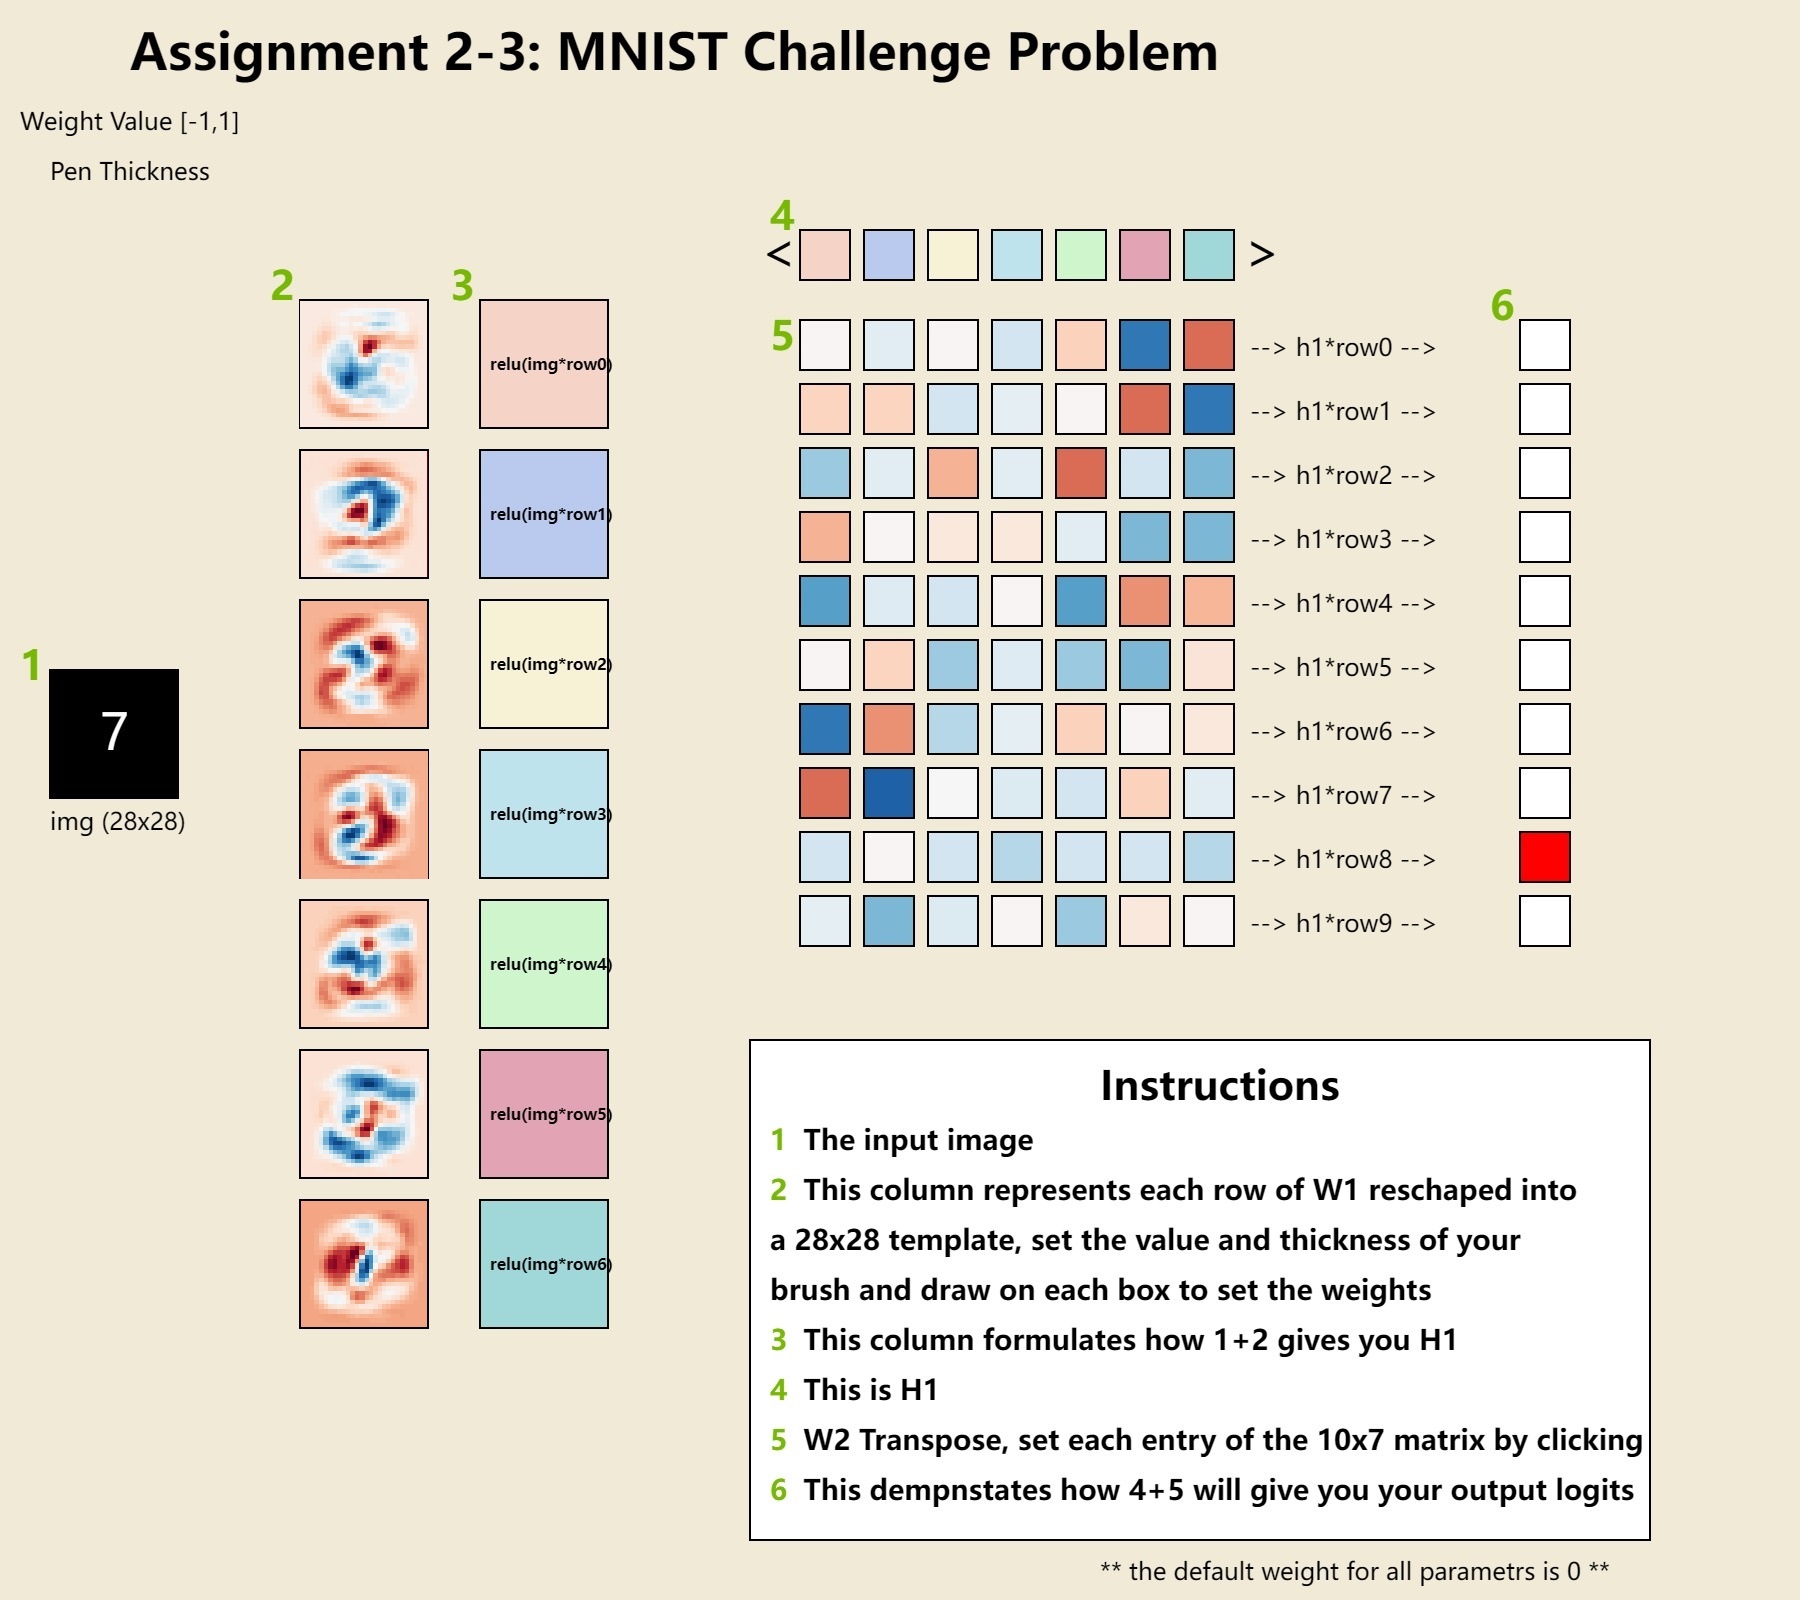 Assignment 2-3: MNIST Challenge Problem
Weight Value [-1,1]
Pen Thickness
1
7
img (28x28)
2
3
relu(img*row0)
relu(img*row1)
relu(img*row2)
relu(img*row3)
relu(img*row4)
relu(img*row5)
relu(img*row6)
4
< >
5
--> h1*row0 -->
--> h1*row1 -->
--> h1*row2 -->
--> h1*row3 -->
--> h1*row4 -->
--> h1*row5 -->
--> h1*row6 -->
--> h1*row7 -->
--> h1*row8 -->
--> h1*row9 -->
6
Instructions
1 The input image
2 This column represents each row of W1 reschaped into
a 28x28 template, set the value and thickness of your
brush and draw on each box to set the weights
3 This column formulates how 1+2 gives you H1
4 This is H1
5 W2 Transpose, set each entry of the 10x7 matrix by clicking
6 This dempnstates how 4+5 will give you your output logits
** the default weight for all parametrs is 0 **